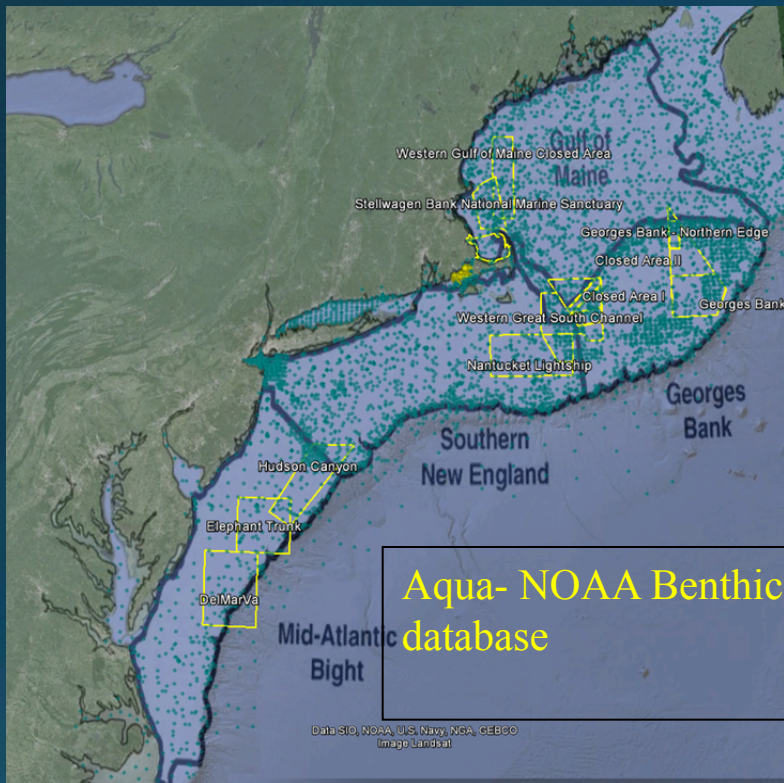 Gulf of
Maine
Western Gulf of Maine Closed Area
Stellwagen Bank National Marine Sanctuary
Georges Bank - Northern Edge
Closed Area II
Closed Area I
Georges Bank
Western Great South Channel
Nantucket Lightship
Georges
Bank
Southern
New England
Hudson Canyon
Elephant Trunk
DelMarVa
Mid-Atlantic
Bight
Aqua- NOAA Benthic
database
Data SIO, NOAA, U.S. Navy, NGA, GEBCO
Image Landsat